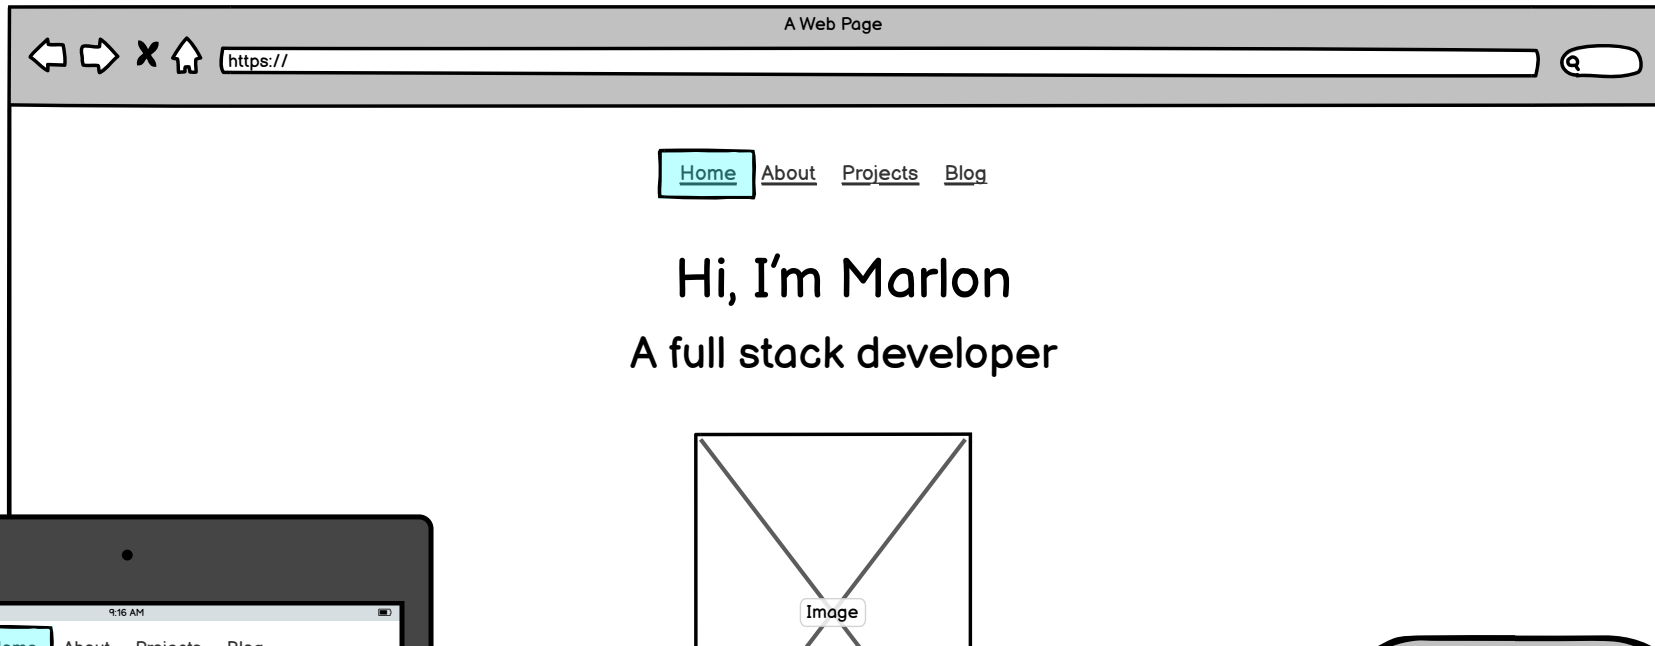 A Web Page
https://
Home About Projects Blog
Hi, I'm Marlon
A full stack developer
Image
9:16 AM
Home About Projects Blog